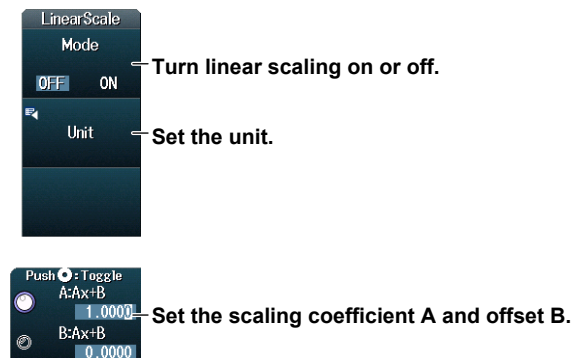 LinearScale
Mode
OFF ON
Turn linear scaling on or off.
Unit
Set the unit.
Push : Toggle
A:Ax+B
1.0000
Set the scaling coefficient A and offset B.
B:Ax+B
0.0000